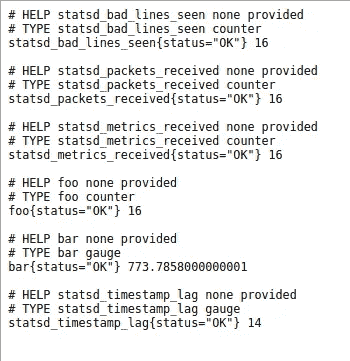 # HELP statsd_bad_lines_seen none provided
# TYPE statsd_bad_lines_seen counter
statsd_bad_lines_seen{status="OK"} 16
# HELP statsd_packets_received none provided
# TYPE statsd_packets_received counter
statsd_packets_received{status="OK"} 16
# HELP statsd_metrics_received none provided
# TYPE statsd_metrics_received counter
statsd_metrics_received{status="OK"} 16
# HELP foo none provided
# TYPE foo counter
foo{status="OK"} 16
# HELP bar none provided
# TYPE bar gauge
bar{status="OK"} 773.7858000000001
# HELP statsd_timestamp_lag none provided
# TYPE statsd_timestamp_lag gauge
statsd_timestamp_lag{status="OK"} 14